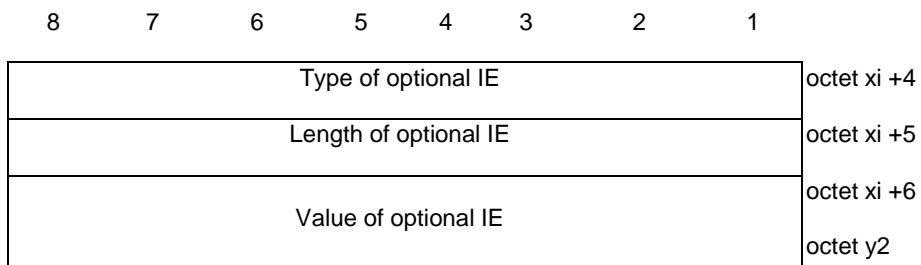 8 7 6 5 4 3 2 1
Type of optional IE octet xi +4
Length of optional IE octet xi +5
octet xi +6
Value of optional IE
octet y2